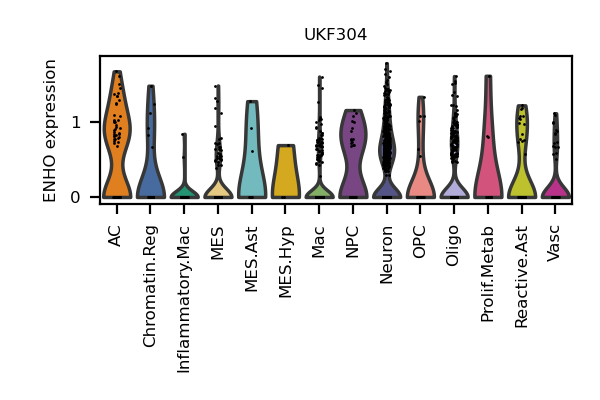 UKF304
ENHO expression
1
0
AC
Chromatin.Reg
Inflammatory.Mac
MES
MES.Ast
MES.Hyp
Mac
NPC
Neuron
OPC
Oligo
Prolif.Metab
Reactive.Ast
Vasc